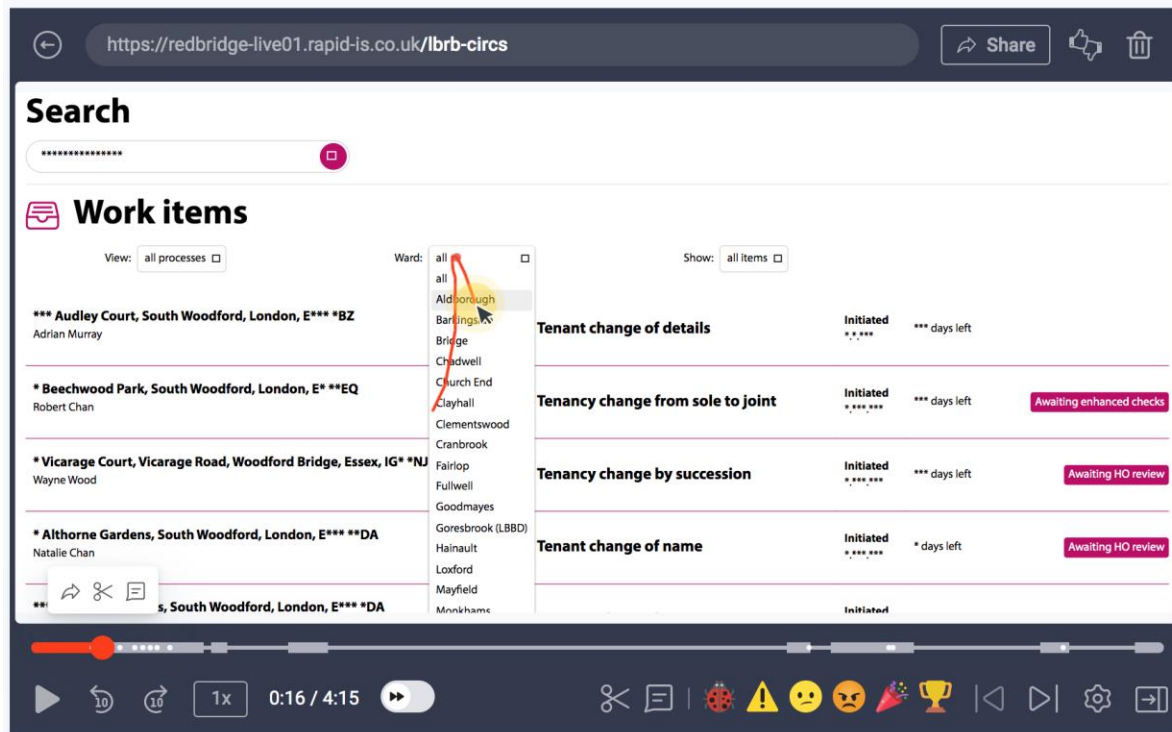 https://redbridge-live01.rapid-is.co.uk/lbrb-circs
Share
Search
***************
Work items
View: all processes
Ward: all
Show: all items
all
Aldborough
Bridge
Chadwell
Church End
Clayhall
Clementswood
Cranbrook
Fairlop
Fullwell
Goodmayes
Goresbrook (LBBD)
Hainault
Loxford
Mayfield
Monkhams
*** Audley Court, South Woodford, London, E*** *BZ
Adrian Murray
Tenant change of details
Initiated
*.*.***
*** days left
* Beechwood Park, South Woodford, London, E* **EQ
Robert Chan
Tenancy change from sole to joint
Initiated
*.***.***
*** days left
Awaiting enhanced checks
* Vicarage Court, Vicarage Road, Woodford Bridge, Essex, IG* *NJ
Wayne Wood
Tenancy change by succession
Initiated
*.***.***
*** days left
Awaiting HO review
* Althorne Gardens, South Woodford, London, E*** **DA
Natalie Chan
Tenant change of name
Initiated
*.***.***
* days left
Awaiting HO review
s, South Woodford, London, E*** *DA
Initiated
10
10
1x
0:16 / 4:15